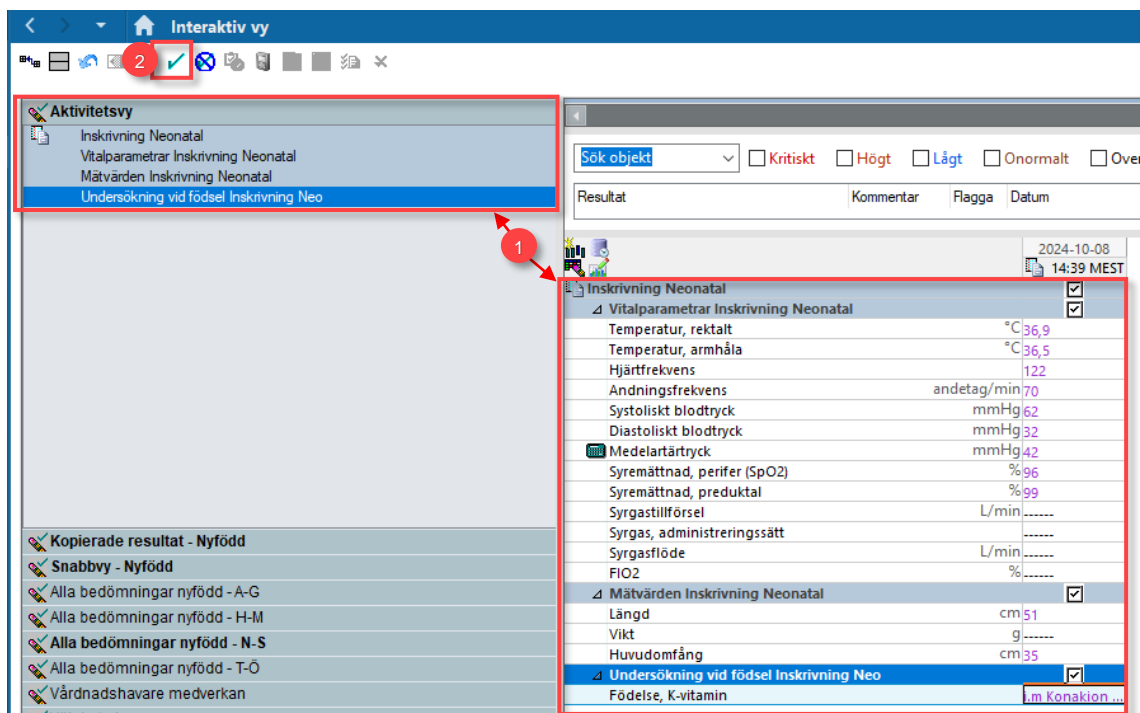 Interaktiv vy
2
Aktivitetsvy
Inskrivning Neonatal
Vitalparametrar Inskrivning Neonatal
Mätvärden Inskrivning Neonatal
Undersökning vid födsel Inskrivning Neo
1
Kopierade resultat - Nyfödd
Snabbvy - Nyfödd
Alla bedömningar nyfödd - A-G
Alla bedömningar nyfödd - H-M
Alla bedömningar nyfödd - N-S
Alla bedömningar nyfödd - T-Ö
Vårdnadshavare medverkan
Sök objekt Kritiskt Högt Lågt Onormalt Over
Resultat Kommentar Flagga Datum
2024-10-08
14:39 MEST
Inskrivning Neonatal
Vitalparametrar Inskrivning Neonatal
Temperatur, rektalt °C 36,9
Temperatur, armhåla °C 36,5
Hjärtfrekvens 122
Andningsfrekvens andetag/min 70
Systoliskt blodtryck mmHg 62
Diastoliskt blodtryck mmHg 32
Medelartärtryck mmHg 42
Syremättnad, perifer (SpO2) % 96
Syremättnad, preduktal % 99
Syrgastillförsel L/min ------
Syrgas, administreringssätt ------
Syrgasflöde L/min ------
FIO2 % ------
Mätvärden Inskrivning Neonatal
Längd cm 51
Vikt g ------
Huvudomfång cm 35
Undersökning vid födsel Inskrivning Neo
Födelse, K-vitamin i.m Konakion ...